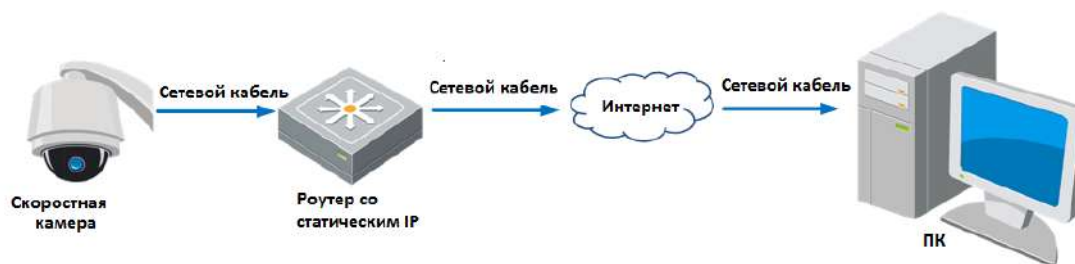 Сетевой кабель
Сетевой кабель
Интернет
Сетевой кабель
Скоростная
камера
Роутер со
статическим IP
ПК